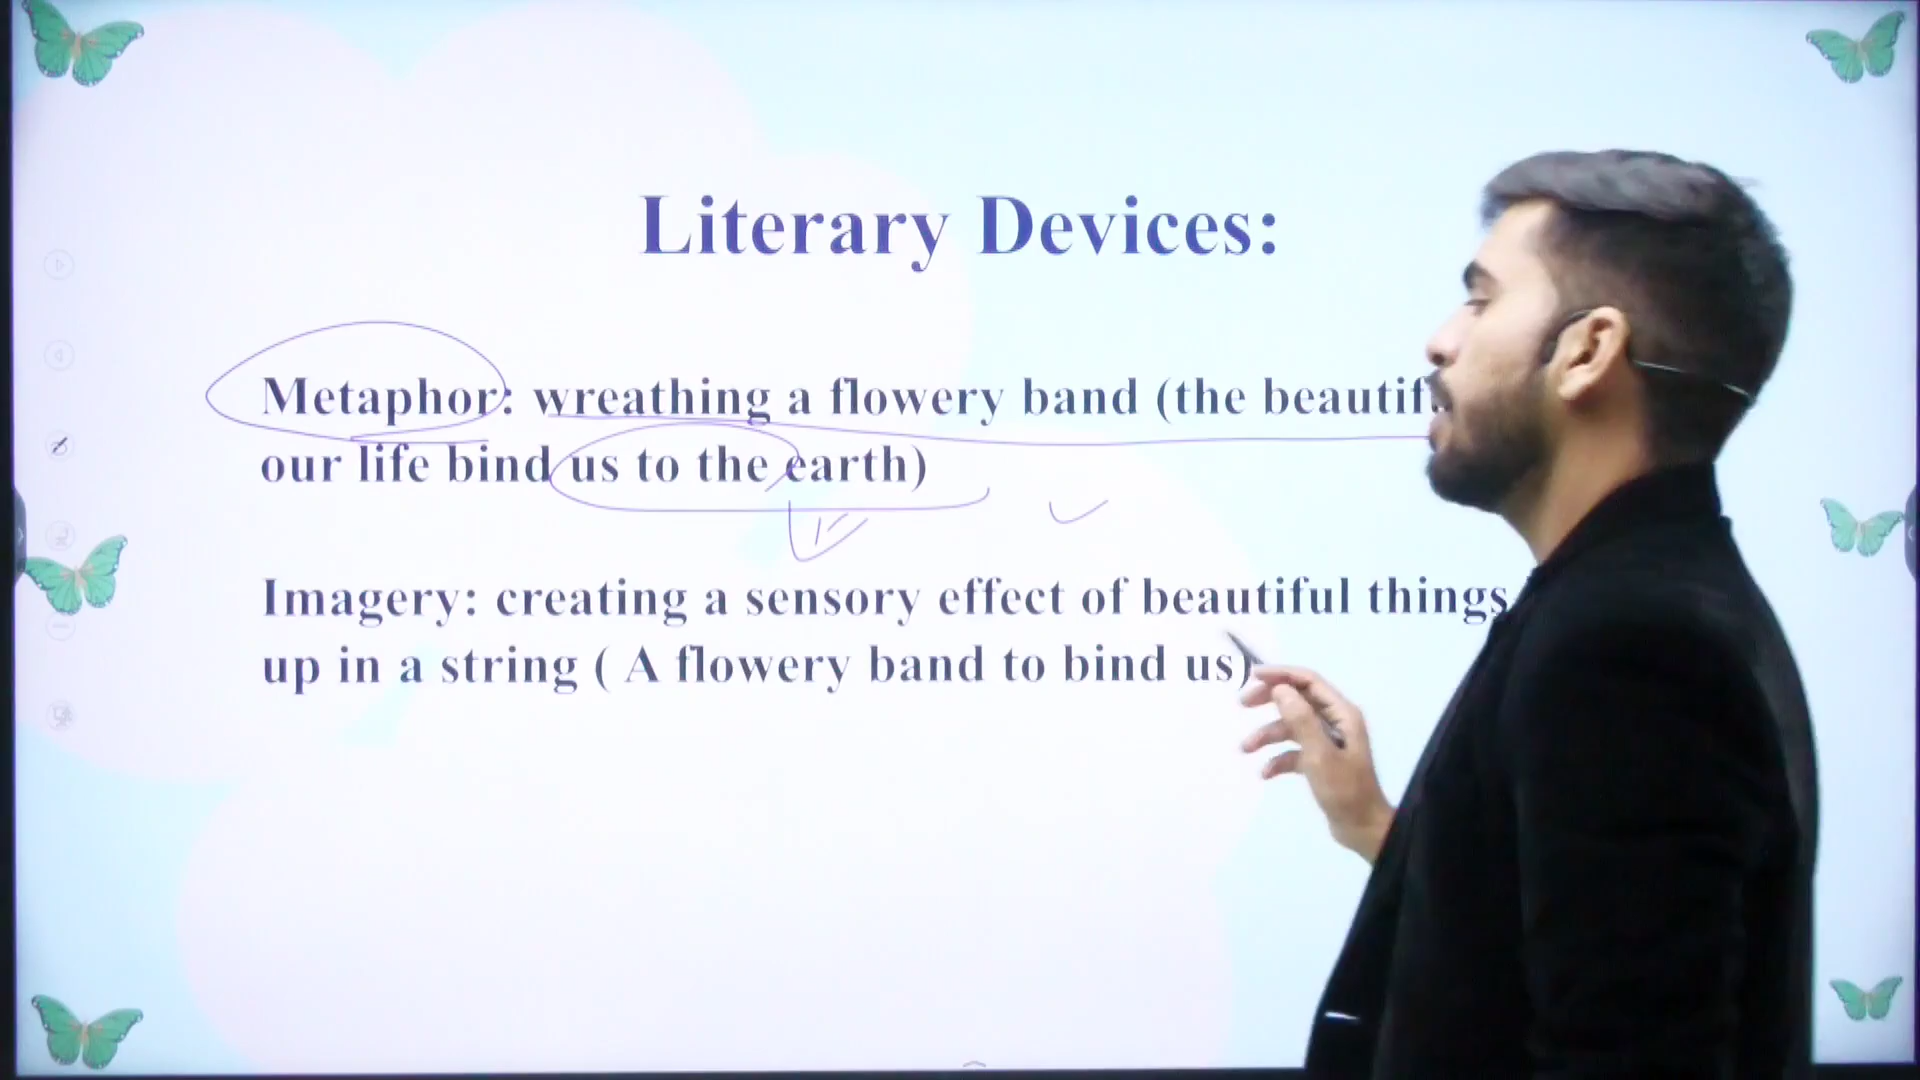 Literary Devices:
Metaphor: wreathing a flowery band (the
our life bind us to the earth)
Imagery: creating a sensory effect of beautiful things
up in a string ( A flowery band to bind us)